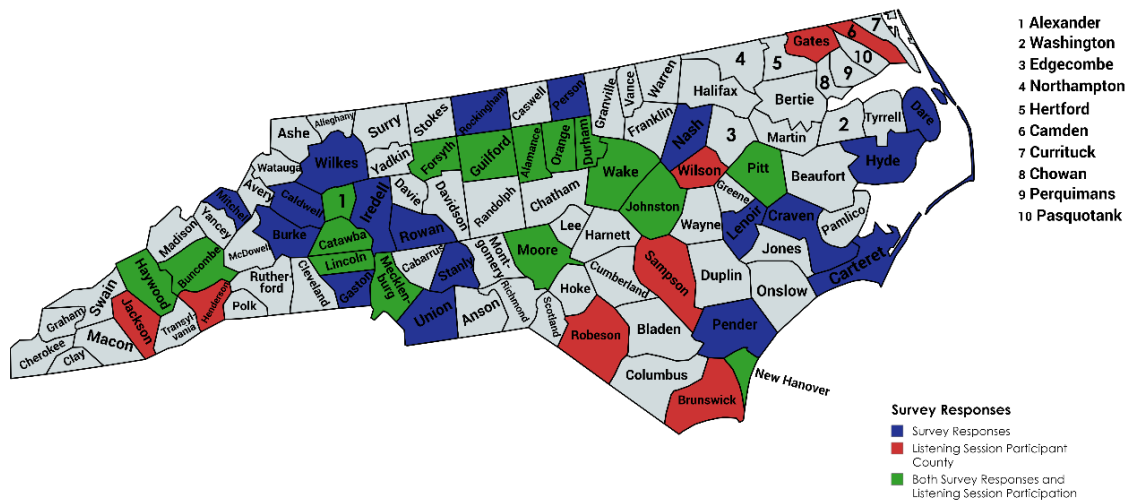 Gates
6
7
1 Alexander
2 Washington
3 Edgecombe
4 Northampton
5 Hertford
6 Camden
7 Currituck
8 Chowan
9 Perquimans
10 Pasquotank
4
5
10
8
9
Ashe
Alleghany
Surry
Stokes
Rockingham
Caswell
Person
Granville
Vance
Warren
Halifax
Bertie
Watauga
Wilkes
Yadkin
Forsyth
Guilford
Alamance
Orange
Durham
Franklin
Nash
3
Martin
2
Tyrrell
Dare
Avery
Mitchell
Caldwell
1
Iredell
Davie
Davidson
Randolph
Chatham
Wake
Wilson
Pitt
Beaufort
Hyde
Madison
Yancey
Burke
Catawba
Rowan
Lee
Harnett
Johnston
Wayne
Greene
Lenoir
Craven
Pamlico
Haywood
Buncombe
McDowell
Ruther-
ford
Cleveland
Lincoln
Gaston
Meck-
len-
burg
Cabarrus
Stanly
Mont-
gomery
Moore
Cumberland
Sampson
Duplin
Jones
Carteret
Swain
Graham
Cherokee
Clay
Macon
Jackson
Transyl-
vania
Henderson
Polk
Union
Anson
Richmond
Scotland
Hoke
Robeson
Bladen
Pender
Onslow
Columbus
Brunswick
New Hanover
Survey Responses
Survey Responses
Listening Session Participant
County
Both Survey Responses and
Listening Session Participation